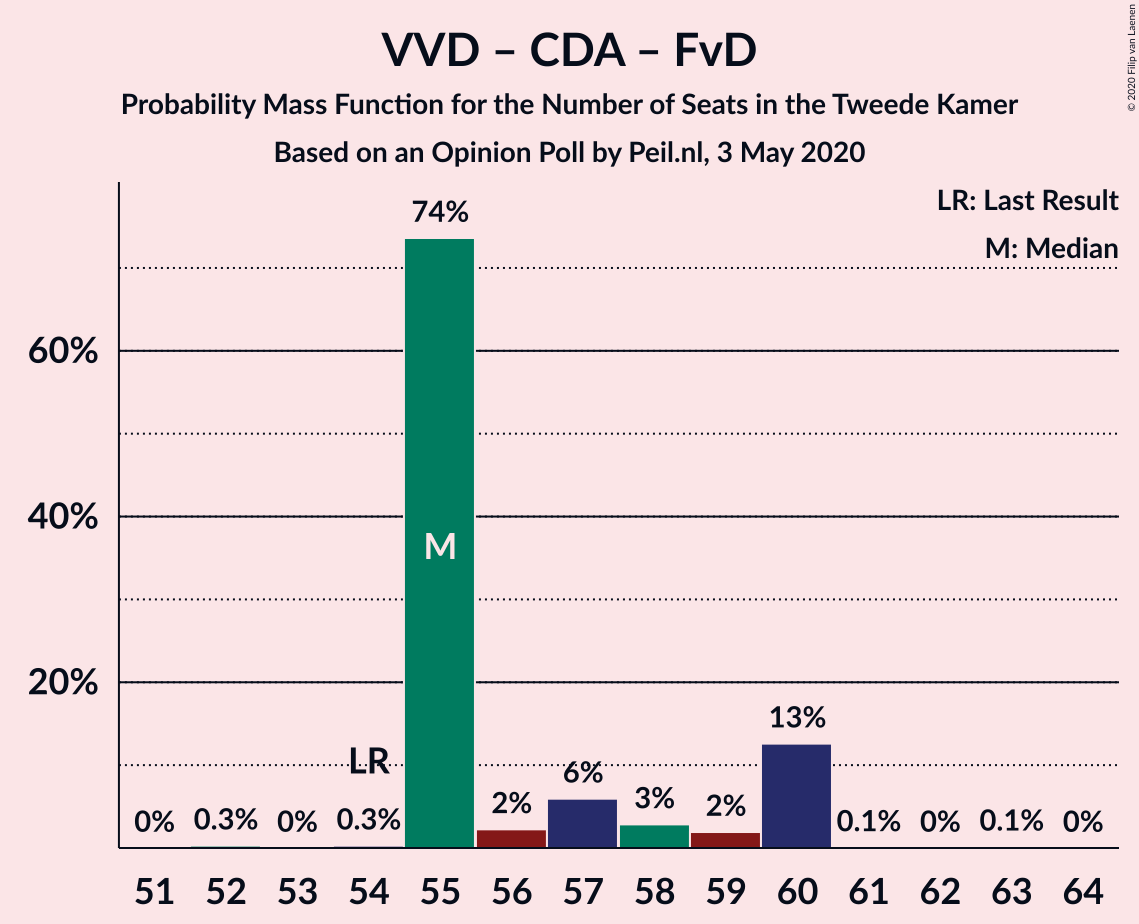 © 2020 Filip van Laenen
VVD – CDA – FvD
Probability Mass Function for the Number of Seats in the Tweede Kamer
Based on an Opinion Poll by Peil.nl, 3 May 2020
LR: Last Result
M: Median
74%
60%
40%
M
20%
13%
LR
6%
0% 0.3% 0% 0.3% 2% 3% 2% 0.1% 0% 0.1% 0%
51 52 53 54 55 56 57 58 59 60 61 62 63 64